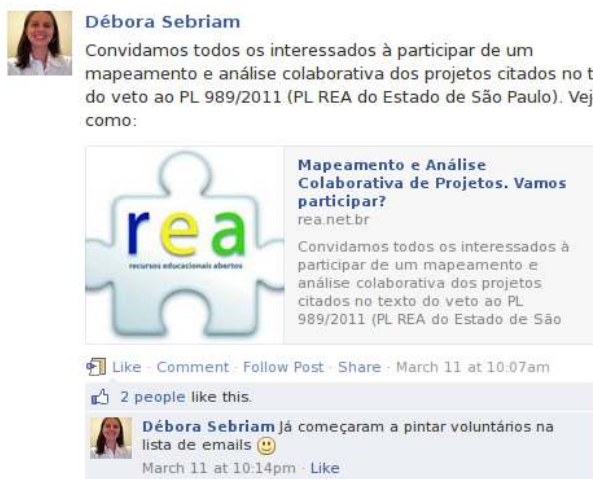 Débora Sebriam
Convidamos todos os interessados à participar de um
mapeamento e análise colaborativa dos projetos citados no t
do veto ao PL 989/2011 (PL REA do Estado de São Paulo). Vej
como:
rea
recursos educacionais abertos
Mapeamento e Análise
Colaborativa de Projetos. Vamos
participar?
rea.net.br
Convidamos todos os interessados à
participar de um mapeamento e
análise colaborativa dos projetos
citados no texto do veto ao PL
989/2011 (PL REA do Estado de São
Like · Comment · Follow Post · Share · March 11 at 10:07am
2 people like this.
Débora Sebriam Já começaram a pintar voluntários na
lista de emails
March 11 at 10:14pm · Like